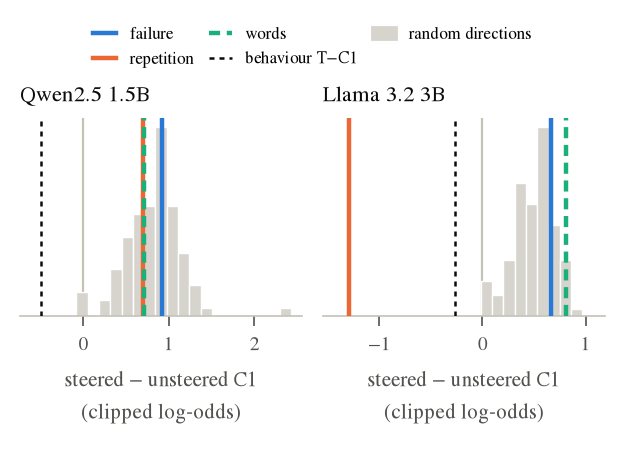 failure
words
random directions
repetition
behaviour T−C1
Qwen2.5 1.5B
Llama 3.2 3B
0 1 2
−1 0 1
steered − unsteered C1
(clipped log-odds)
steered − unsteered C1
(clipped log-odds)